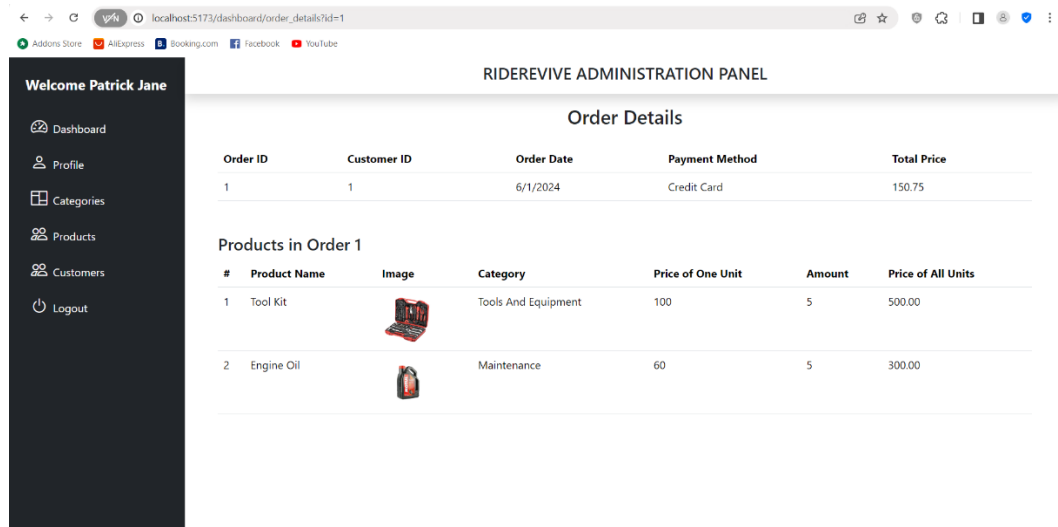 VPN localhost:5173/dashboard/order_details?id=1
Addons Store AliExpress B. Booking.com Facebook YouTube
Welcome Patrick Jane
RIDEREVIVE ADMINISTRATION PANEL
Dashboard
Profile
Categories
Products
Customers
Logout
Order Details
Order ID Customer ID Order Date Payment Method Total Price
1 1 6/1/2024 Credit Card 150.75
Products in Order 1
# Product Name Image Category Price of One Unit Amount Price of All Units
1 Tool Kit Tools And Equipment 100 5 500.00
2 Engine Oil Maintenance 60 5 300.00